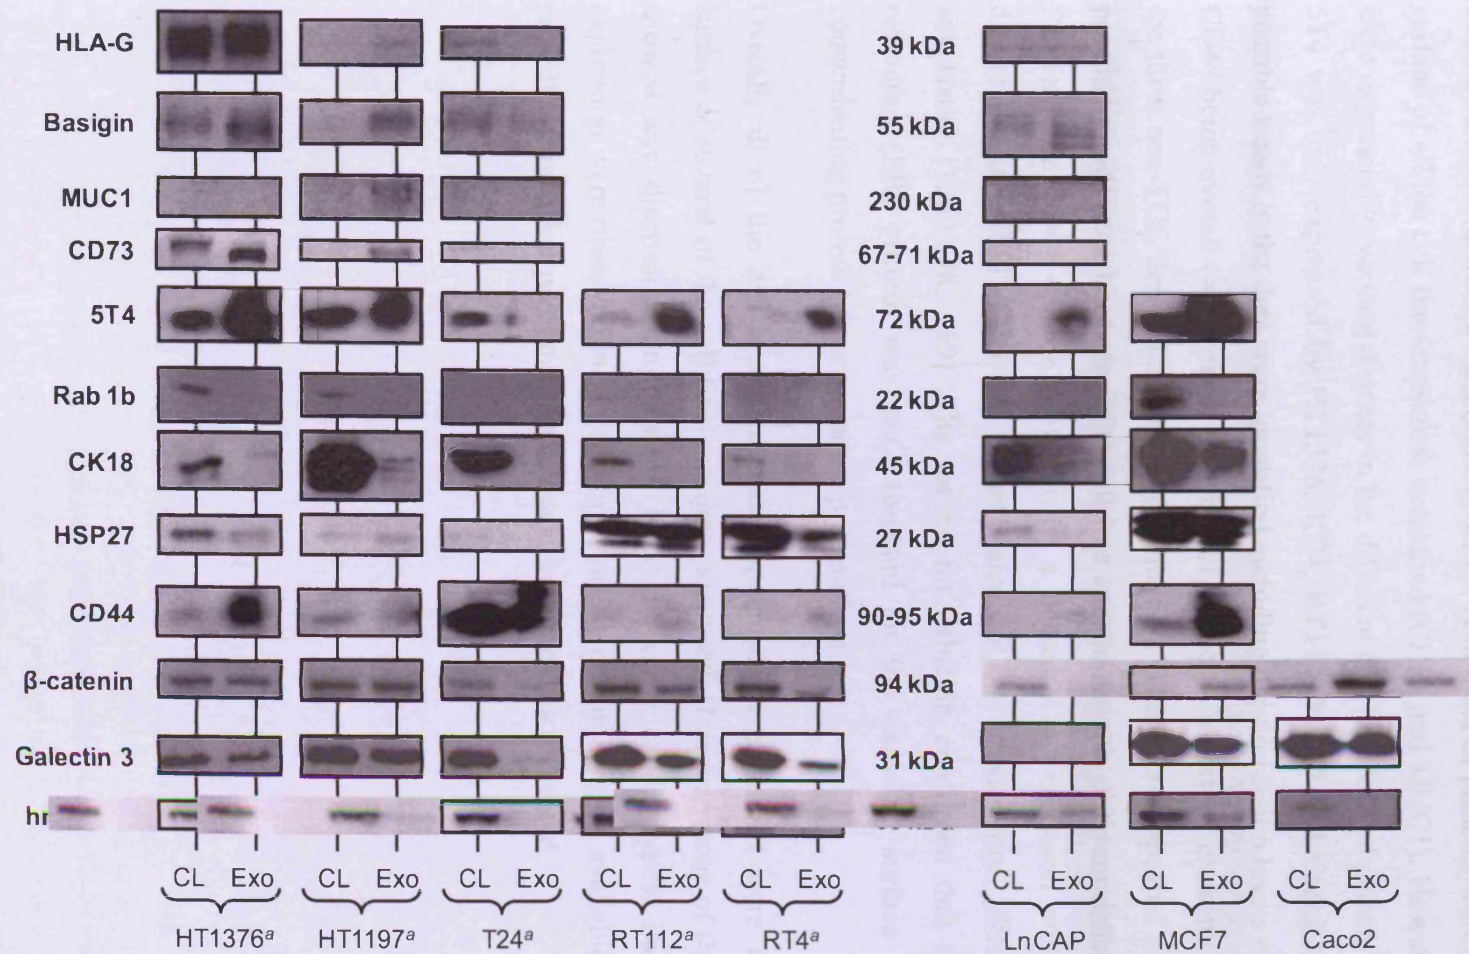 HLA-G 39 kDa
Basigin 55 kDa
MUC1 230 kDa
CD73 67-71 kDa
5T4 72 kDa
Rab 1b 22 kDa
CK18 45 kDa
HSP27 27 kDa
CD44 90-95 kDa
β-catenin 94 kDa
Galectin 3 31 kDa
CL Exo CL Exo CL Exo CL Exo CL Exo CL Exo CL Exo CL Exo
HT1376a HT1197a T24a RT112a RT4a LnCAP MCF7 Caco2